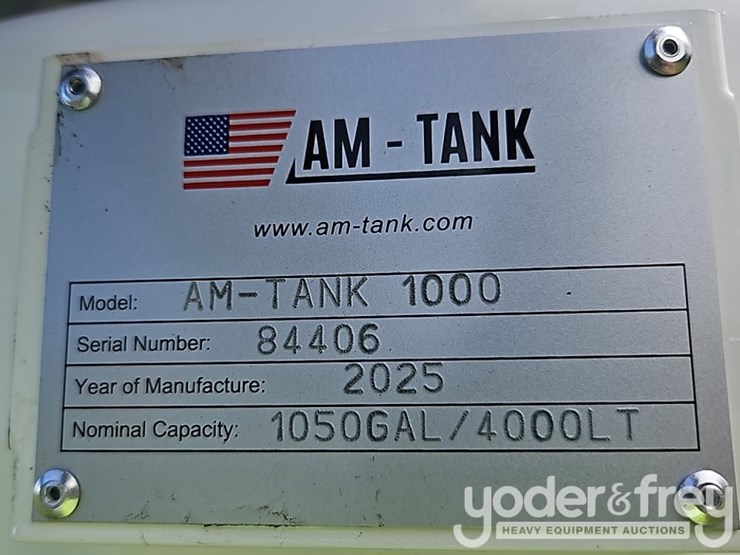 AM - TANK
www.am-tank.com
Model: AM-TANK 1000
Serial Number: 84406
Year of Manufacture: 2025
Nominal Capacity: 1050GAL/4000LT
yoder&frey
HEAVY EQUIPMENT AUCTIONS